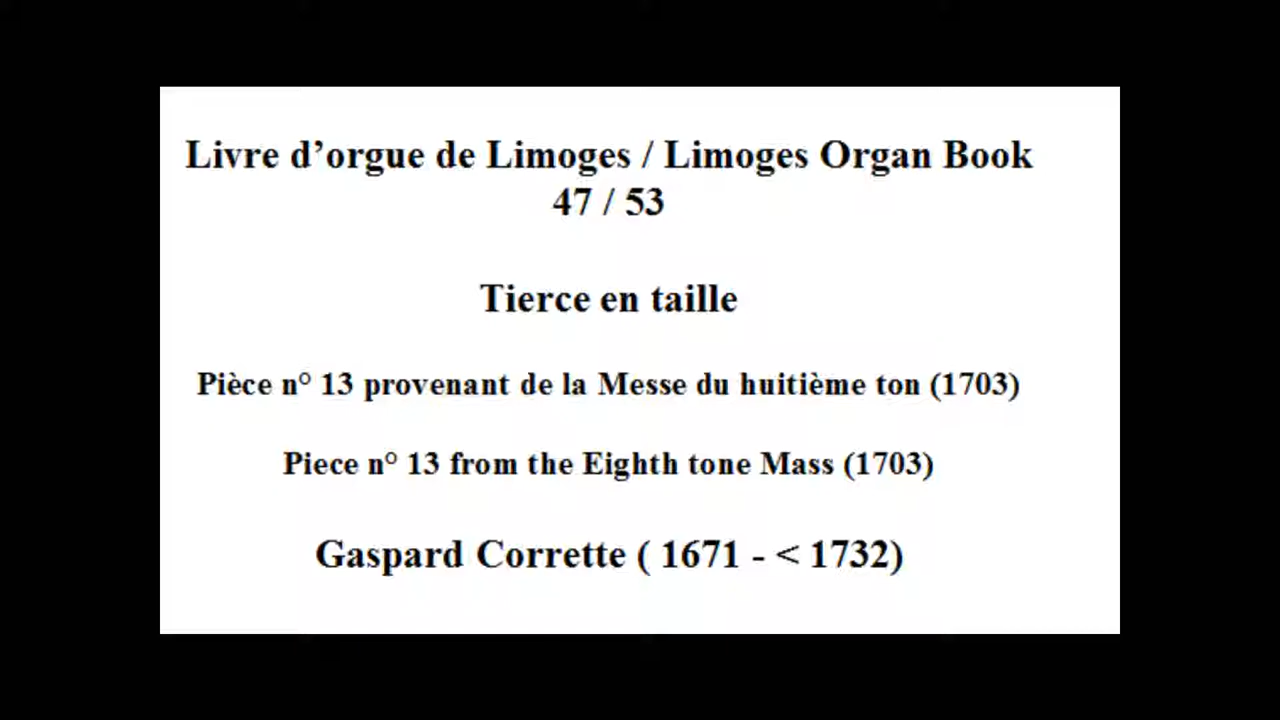 Livre d’orgue de Limoges / Limoges Organ Book
47 / 53
Tierce en taille
Pièce n° 13 provenant de la Messe du huitième ton (1703)
Piece n° 13 from the Eighth tone Mass (1703)
Gaspard Corrette ( 1671 - < 1732)